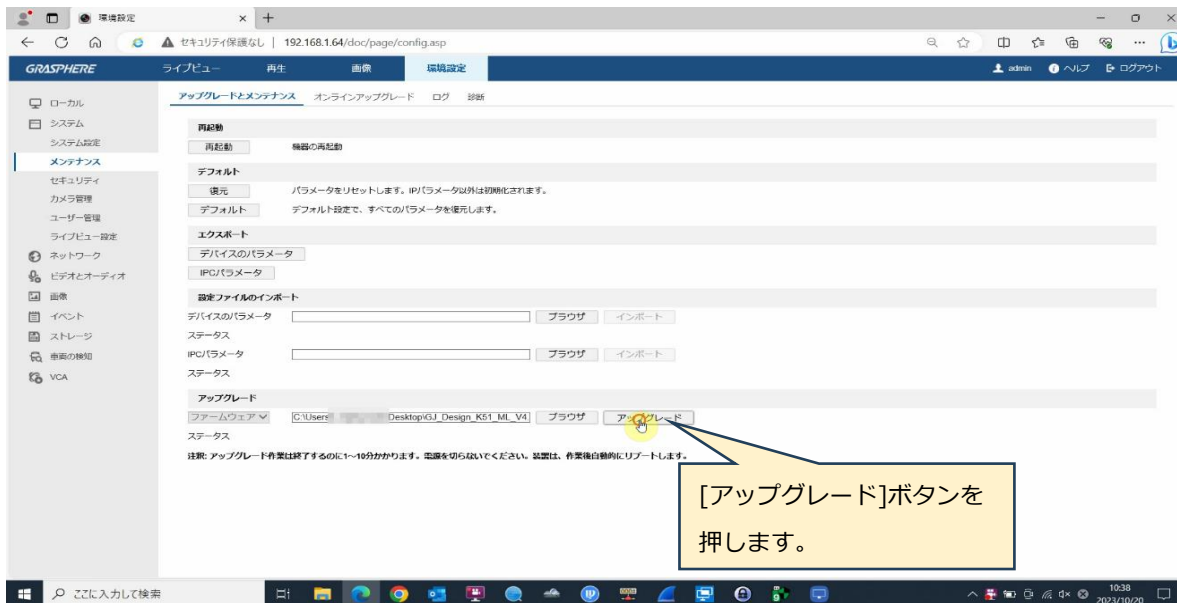 環境設定
セキュリティ保護なし | 192.168.1.64/doc/page/config.asp
GRASPHERE ライブビュー 再生 画像 環境設定 admin ヘルプ ログアウト
ローカル
システム
システム設定
メンテナンス
セキュリティ
カメラ管理
ユーザー管理
ライブビュー設定
ネットワーク
ビデオとオーディオ
画像
イベント
ストレージ
車両の検知
VCA
アップグレードとメンテナンス オンラインアップグレード ログ 診断
再起動
再起動 機器の再起動
デフォルト
復元 パラメータをリセットします。IPパラメータ以外は初期化されます。
デフォルト デフォルト設定で、すべてのパラメータを復元します。
エクスポート
デバイスのパラメータ
IPCパラメータ
設定ファイルのインポート
デバイスのパラメータ ブラウザ インポート
ステータス
IPCパラメータ ブラウザ インポート
ステータス
アップグレード
ファームウェア C:\Users Desktop\GJ_Design_K51_ML_V4 ブラウザ アップグレード
ステータス
注釈: アップグレード作業は終了するのに1～10分かかります。電源を切らないでください。装置は、作業後自動的にリブートします。
[アップグレード]ボタンを
押します。
ここに入力して検索
10:38
2023/10/20